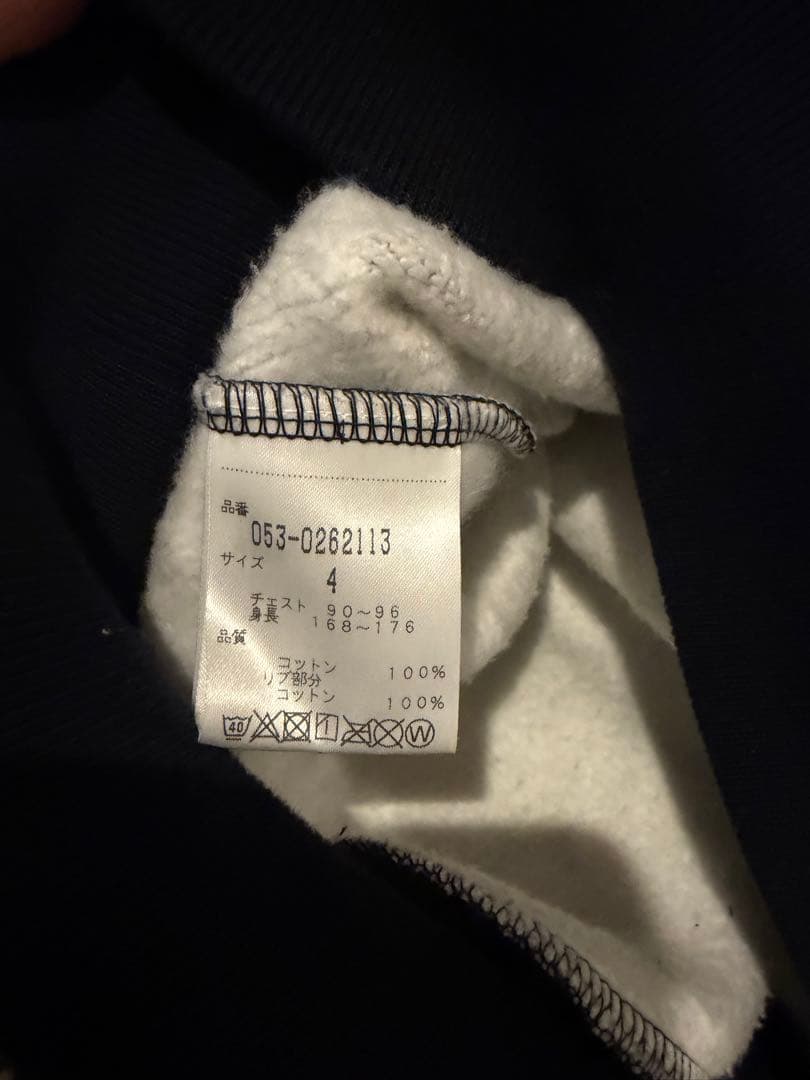 品番
053-0262113
サイズ
4
チェスト 90～96
身長 168～176
品質
コットン 100%
リブ部分
コットン 100%
40 W